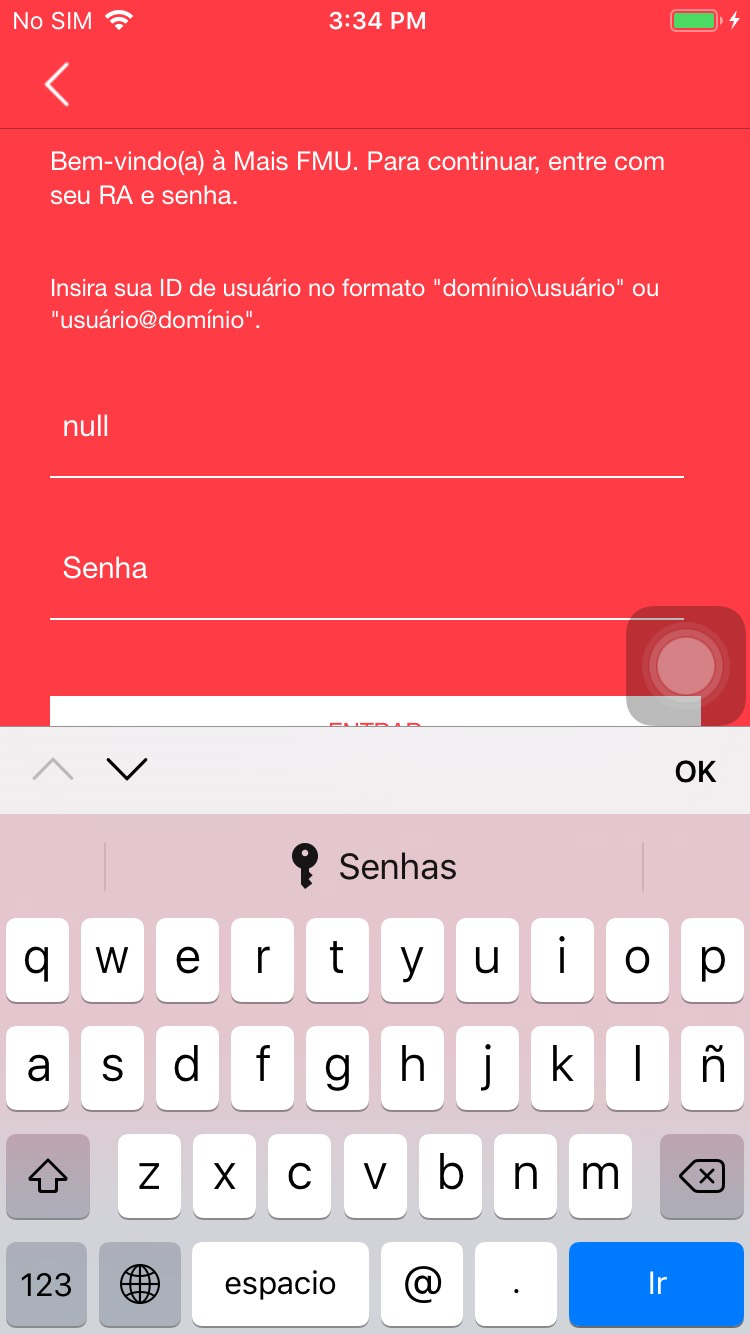 No SIM 3:34 PM
Bem-vindo(a) à Mais FMU. Para continuar, entre com
seu RA e senha.
Insira sua ID de usuário no formato "domínio\usuário" ou
"usuário@domínio".
null
Senha
ENTRAR
OK
Senhas
q w e r t y u i o p
a s d f g h j k l ñ
z x c v b n m
123 espacio @ . Ir